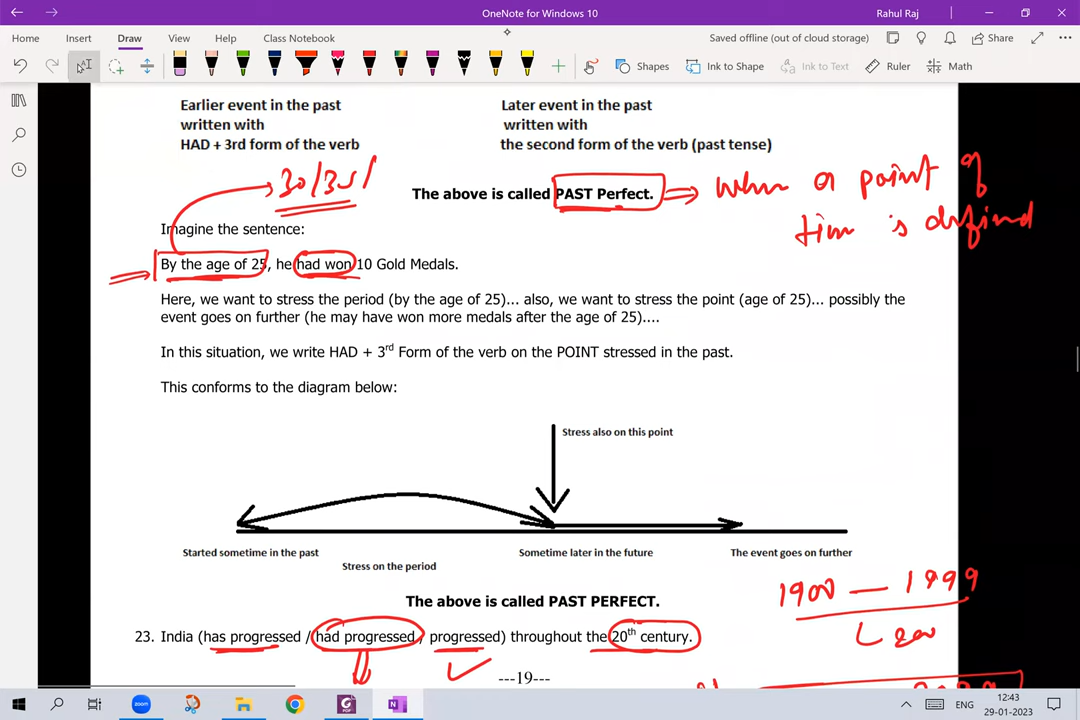 OneNote for Windows 10
Rahul Raj
Home Insert Draw View Help Class Notebook
Saved offline (out of cloud storage)
Share
Shapes
Ink to Shape
Ink to Text
Ruler
Math
Earlier event in the past
written with
HAD + 3rd form of the verb
Later event in the past
written with
the second form of the verb (past tense)
30/35/
The above is called PAST Perfect.
when a point of
time is defined
Imagine the sentence:
By the age of 25, he had won 10 Gold Medals.
Here, we want to stress the period (by the age of 25)... also, we want to stress the point (age of 25)... possibly the
event goes on further (he may have won more medals after the age of 25)....
In this situation, we write HAD + 3rd Form of the verb on the POINT stressed in the past.
This conforms to the diagram below:
Stress also on this point
Started sometime in the past
Sometime later in the future
The event goes on further
Stress on the period
The above is called PAST PERFECT.
1900 — 1999
23. India (has progressed / had progressed/ progressed) throughout the 20th century.
---19---
zoom
ENG
12:43
29-01-2023